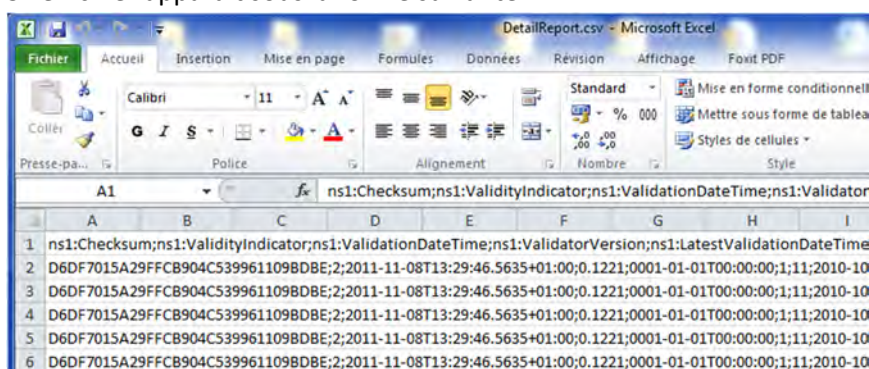 DetailReport.csv - Microsoft Excel
Fichier Accueil Insertion Mise en page Formules Données Révision Affichage Foxit PDF
Calibri 11 A A Standard Mise en forme conditionnell
% 000 Mettre sous forme de tablea
Coller G I S A ,00 ,00 Styles de cellules
Presse-pa... Police Alignement Nombre Style
A1 fx ns1:Checksum;ns1:ValidityIndicator;ns1:ValidationDateTime;ns1:Validator
A B C D E F G H I
1 ns1:Checksum;ns1:ValidityIndicator;ns1:ValidationDateTime;ns1:ValidatorVersion;ns1:LatestValidationDateTime
2 D6DF7015A29FFCB904C539961109BDBE;2;2011-11-08T13:29:46.5635+01:00;0.1221;0001-01-01T00:00:00;1;11;2010-10
3 D6DF7015A29FFCB904C539961109BDBE;2;2011-11-08T13:29:46.5635+01:00;0.1221;0001-01-01T00:00:00;1;11;2010-10
4 D6DF7015A29FFCB904C539961109BDBE;2;2011-11-08T13:29:46.5635+01:00;0.1221;0001-01-01T00:00:00;1;11;2010-10
5 D6DF7015A29FFCB904C539961109BDBE;2;2011-11-08T13:29:46.5635+01:00;0.1221;0001-01-01T00:00:00;1;11;2010-10
6 D6DF7015A29FFCB904C539961109BDBE;2;2011-11-08T13:29:46.5635+01:00;0.1221;0001-01-01T00:00:00;1;11;2010-10